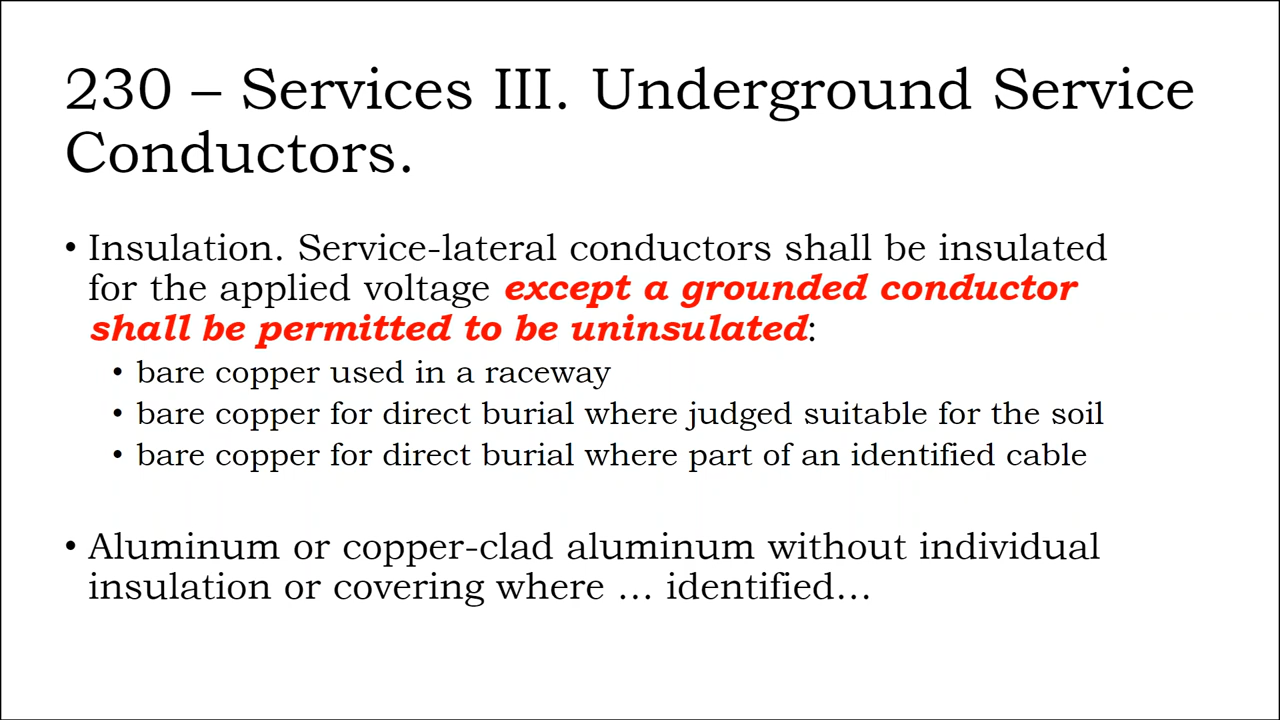 230 – Services III. Underground Service
Conductors.
• Insulation. Service-lateral conductors shall be insulated
for the applied voltage except a grounded conductor
shall be permitted to be uninsulated:
• bare copper used in a raceway
• bare copper for direct burial where judged suitable for the soil
• bare copper for direct burial where part of an identified cable
• Aluminum or copper-clad aluminum without individual
insulation or covering where … identified…